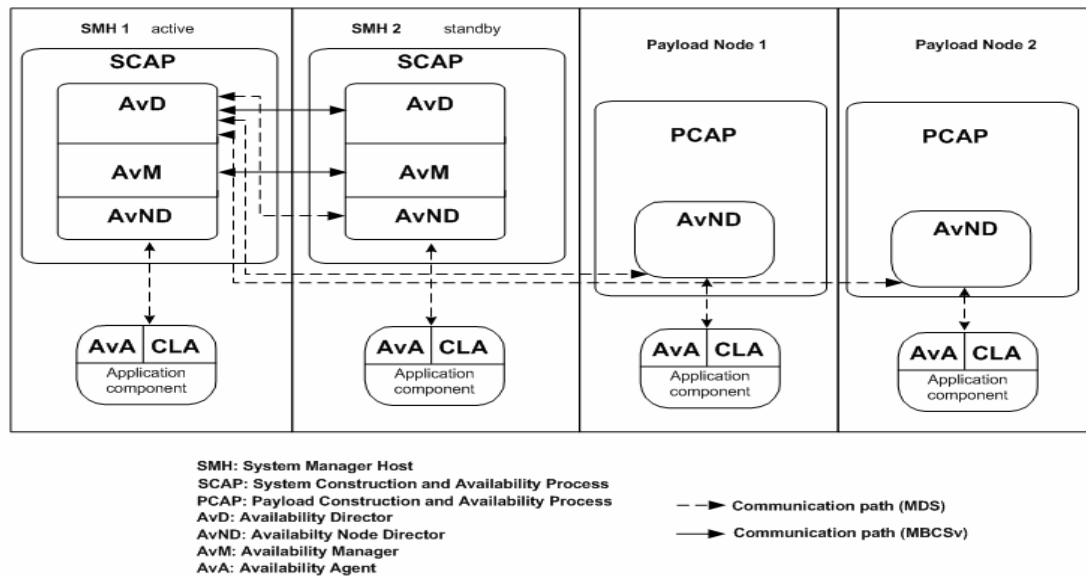 SMH 1 active
SMH 2 standby
Payload Node 1
Payload Node 2
SCAP
SCAP
AvD
AvD
PCAP
PCAP
AvM
AvM
AvND
AvND
AvND
AvND
AvA CLA
Application component
AvA CLA
Application component
AvA CLA
Application component
AvA CLA
Application component
SMH: System Manager Host
SCAP: System Construction and Availability Process
PCAP: Payload Construction and Availability Process
AvD: Availability Director
AvND: Availabilty Node Director
AvM: Availability Manager
AvA: Availability Agent
Communication path (MDS)
Communication path (MBCSv)